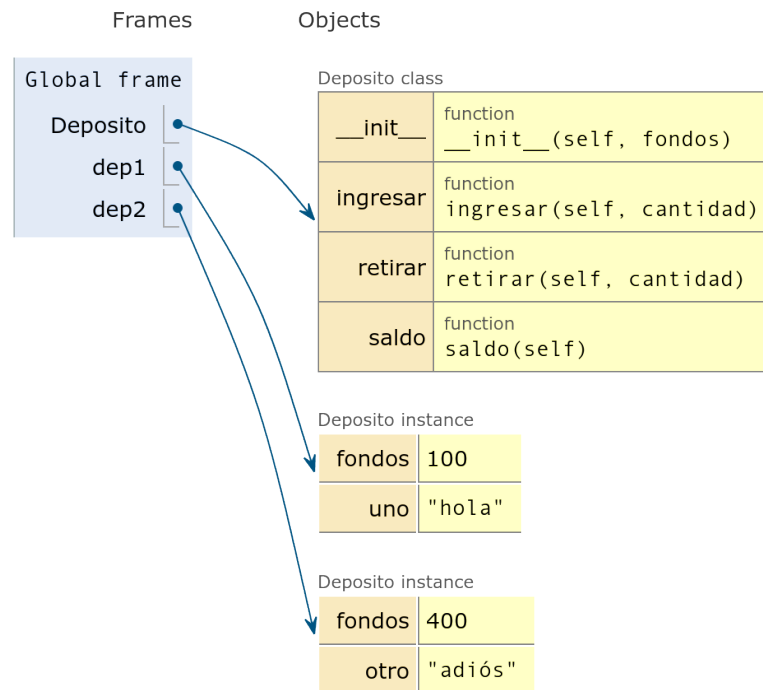 Frames Objects
Global frame
Deposito
dep1
dep2
Deposito class
__init__ function
__init__(self, fondos)
ingresar function
ingresar(self, cantidad)
retirar function
retirar(self, cantidad)
saldo function
saldo(self)
Deposito instance
fondos 100
uno "hola"
Deposito instance
fondos 400
otro "adiós"